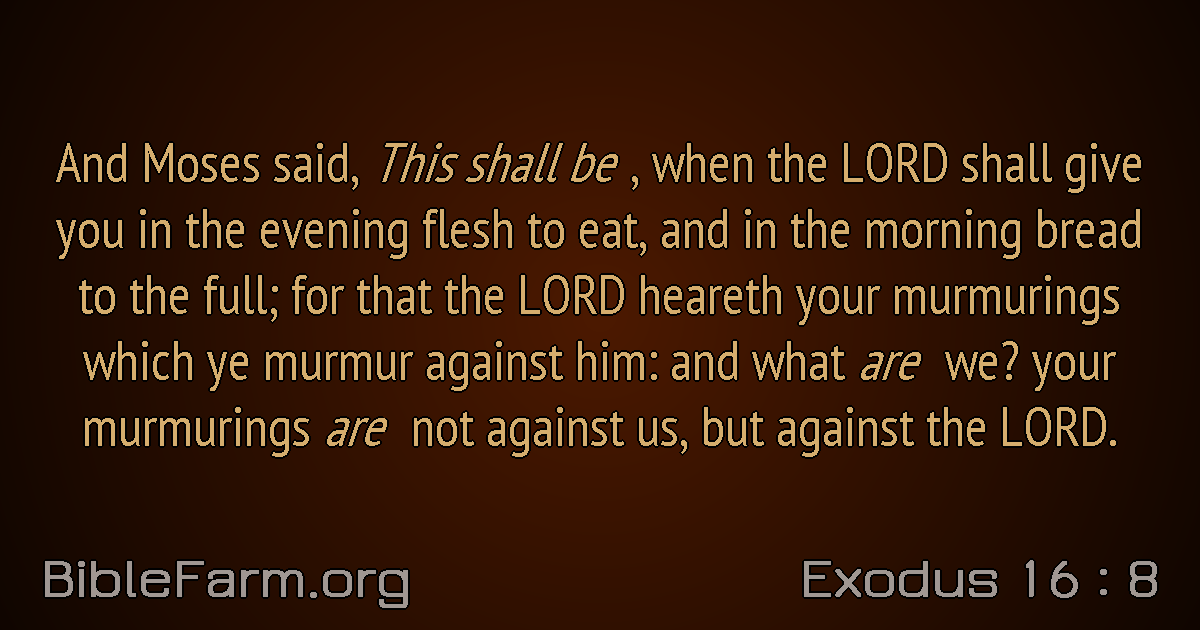 And Moses said, This shall be , when the LORD shall give
you in the evening flesh to eat, and in the morning bread
to the full; for that the LORD heareth your murmurings
which ye murmur against him: and what are we? your
murmurings are not against us, but against the LORD.
BibleFarm.org
Exodus 16 : 8